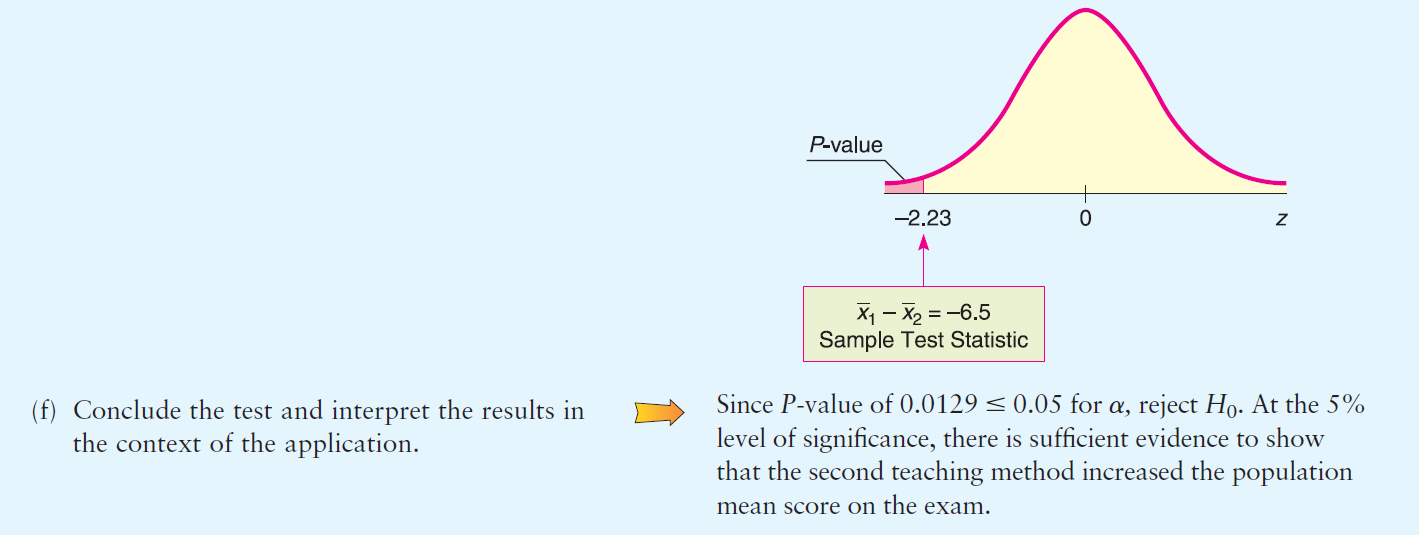 P-value
−2.23
0
z
x̅₁ − x̅₂ = −6.5
Sample Test Statistic
(f) Conclude the test and interpret the results in
the context of the application.
Since P-value of 0.0129 ≤ 0.05 for α, reject H₀. At the 5%
level of significance, there is sufficient evidence to show
that the second teaching method increased the population
mean score on the exam.